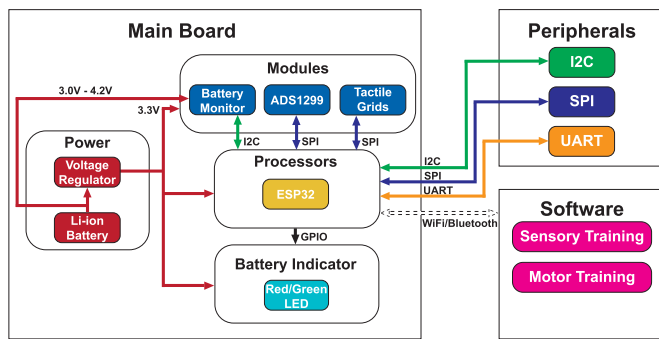 Main Board
Peripherals
Modules
3.0V - 4.2V
3.3V
Battery
Monitor
ADS1299
Tactile
Grids
I2C
SPI
UART
I2C
SPI
SPI
Power
Voltage
Regulator
Li-ion
Battery
Processors
ESP32
I2C
SPI
UART
WiFi/Bluetooth
GPIO
Battery Indicator
Red/Green
LED
Software
Sensory Training
Motor Training